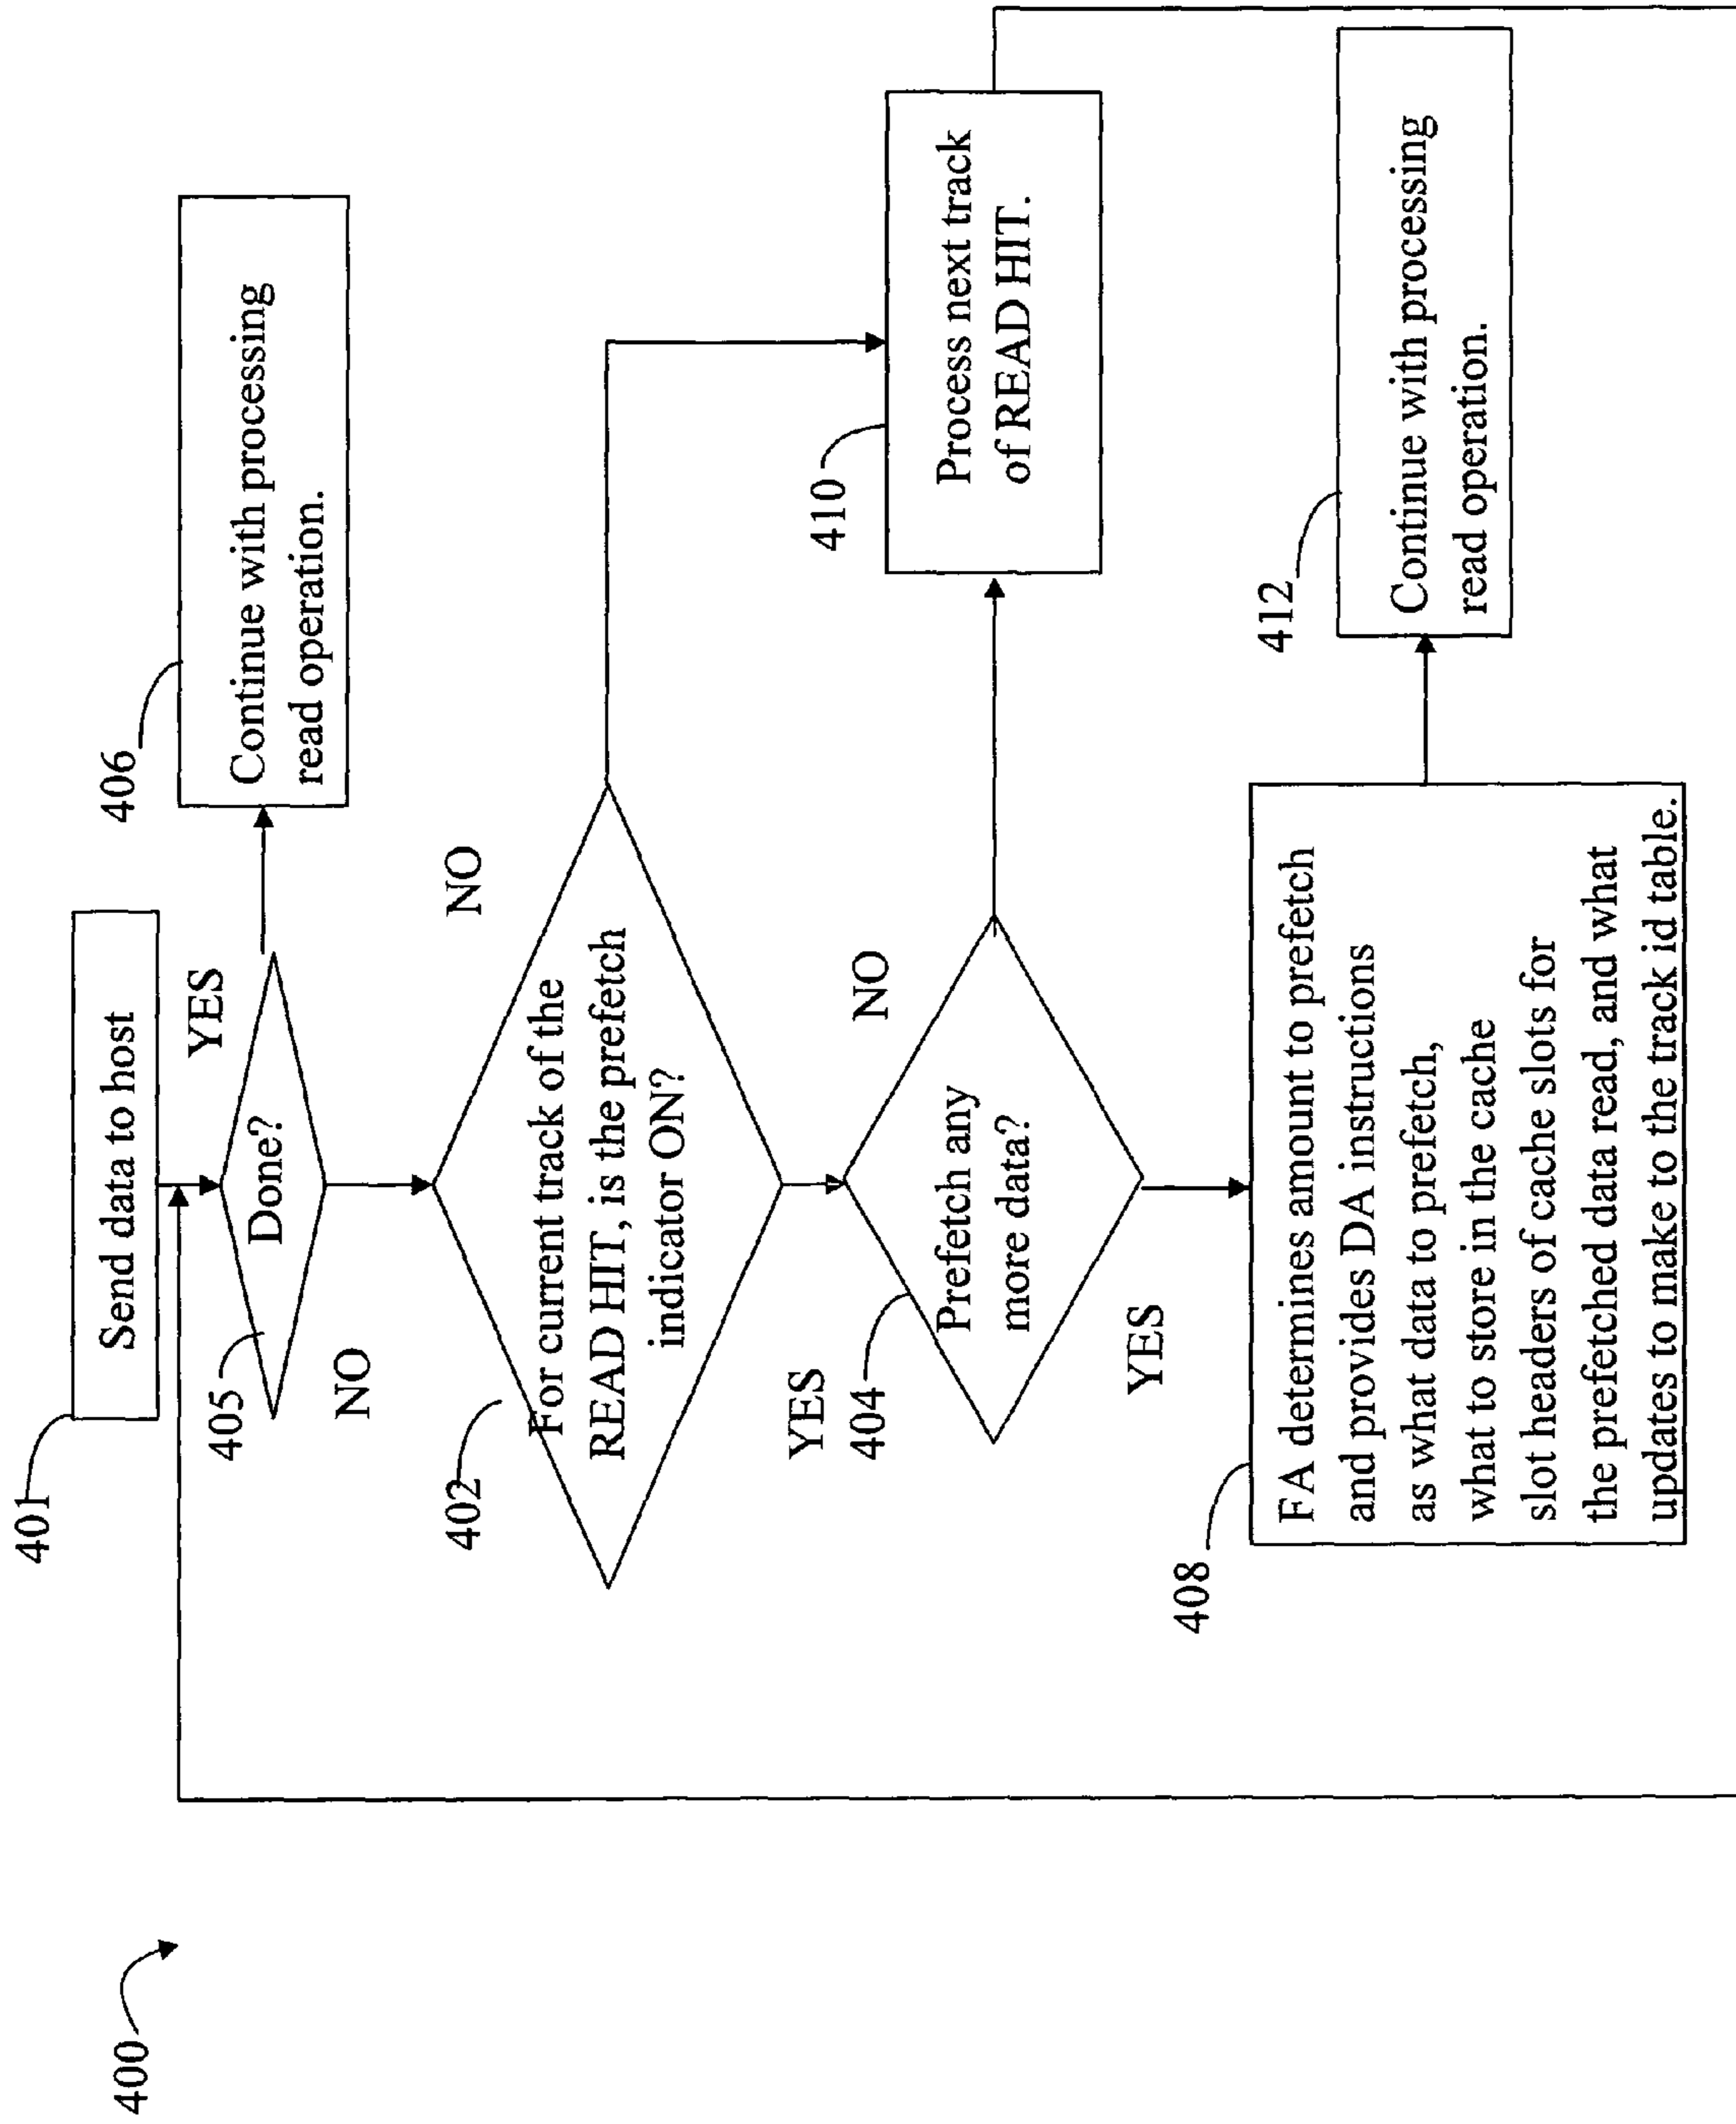 400
401
Send data to host
405
Done?
YES
NO
406
Continue with processing
read operation.
402
For current track of the
READ HIT, is the prefetch
indicator ON?
NO
YES
404
Prefetch any
more data?
NO
YES
410
Process next track
of READ HIT.
408
FA determines amount to prefetch
and provides DA instructions
as what data to prefetch,
what to store in the cache
slot headers of cache slots for
the prefetched data read, and what
updates to make to the track id table.
412
Continue with processing
read operation.